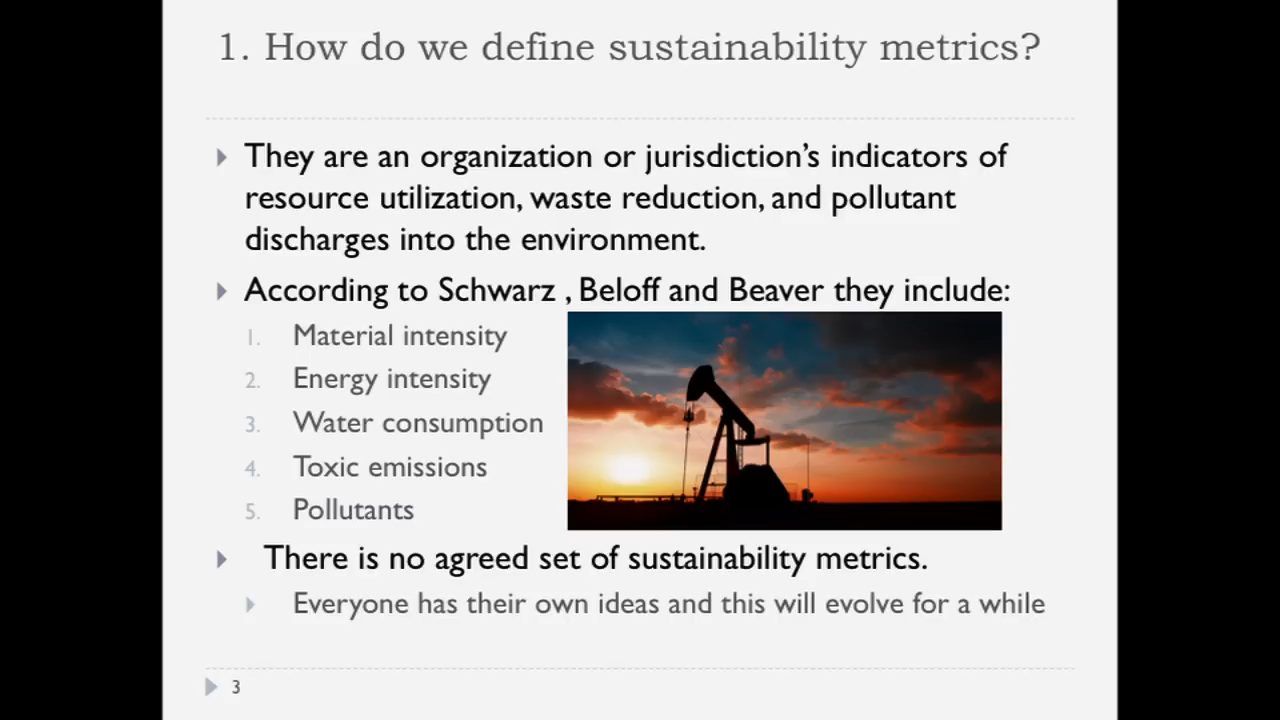 1. How do we define sustainability metrics?
They are an organization or jurisdiction’s indicators of
resource utilization, waste reduction, and pollutant
discharges into the environment.
According to Schwarz , Beloff and Beaver they include:
1. Material intensity
2. Energy intensity
3. Water consumption
4. Toxic emissions
5. Pollutants
There is no agreed set of sustainability metrics.
Everyone has their own ideas and this will evolve for a while
3